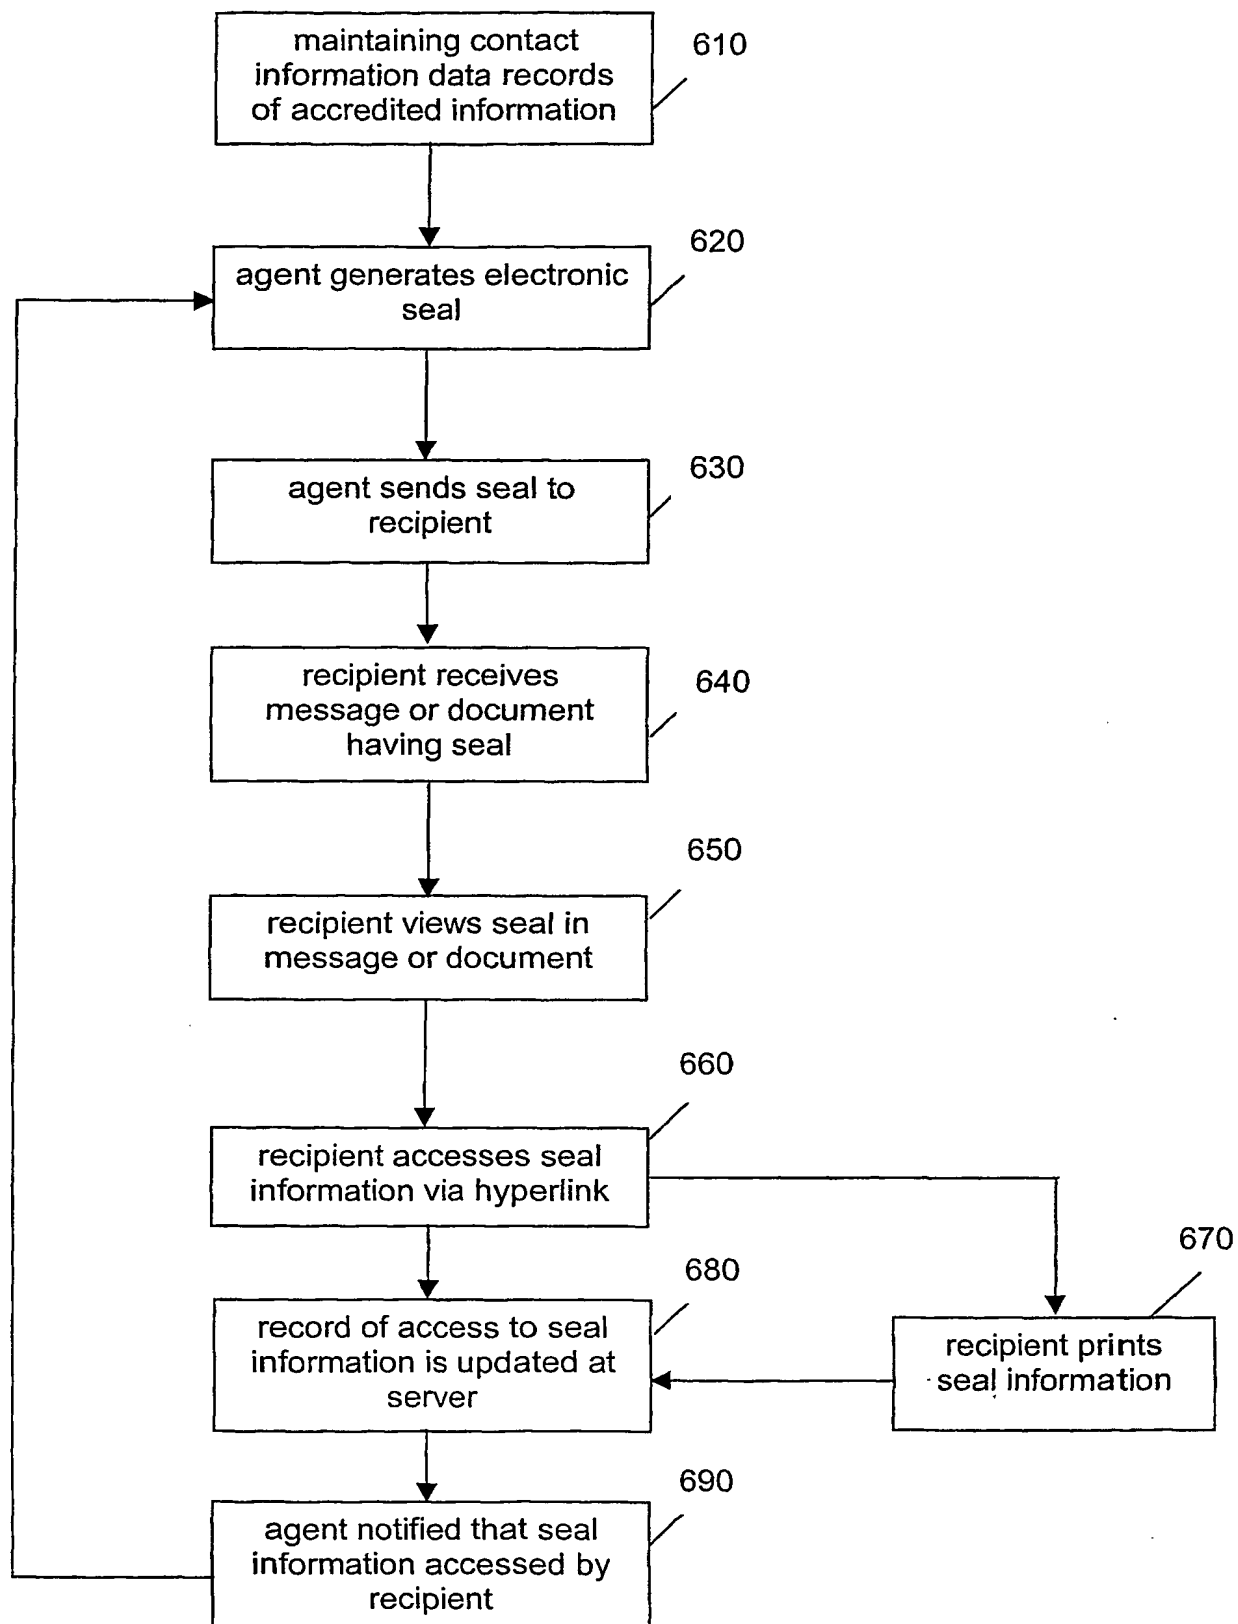 maintaining contact
information data records
of accredited information
610
agent generates electronic
seal
620
agent sends seal to
recipient
630
recipient receives
message or document
having seal
640
recipient views seal in
message or document
650
recipient accesses seal
information via hyperlink
660
recipient prints
seal information
670
record of access to seal
information is updated at
server
680
agent notified that seal
information accessed by
recipient
690